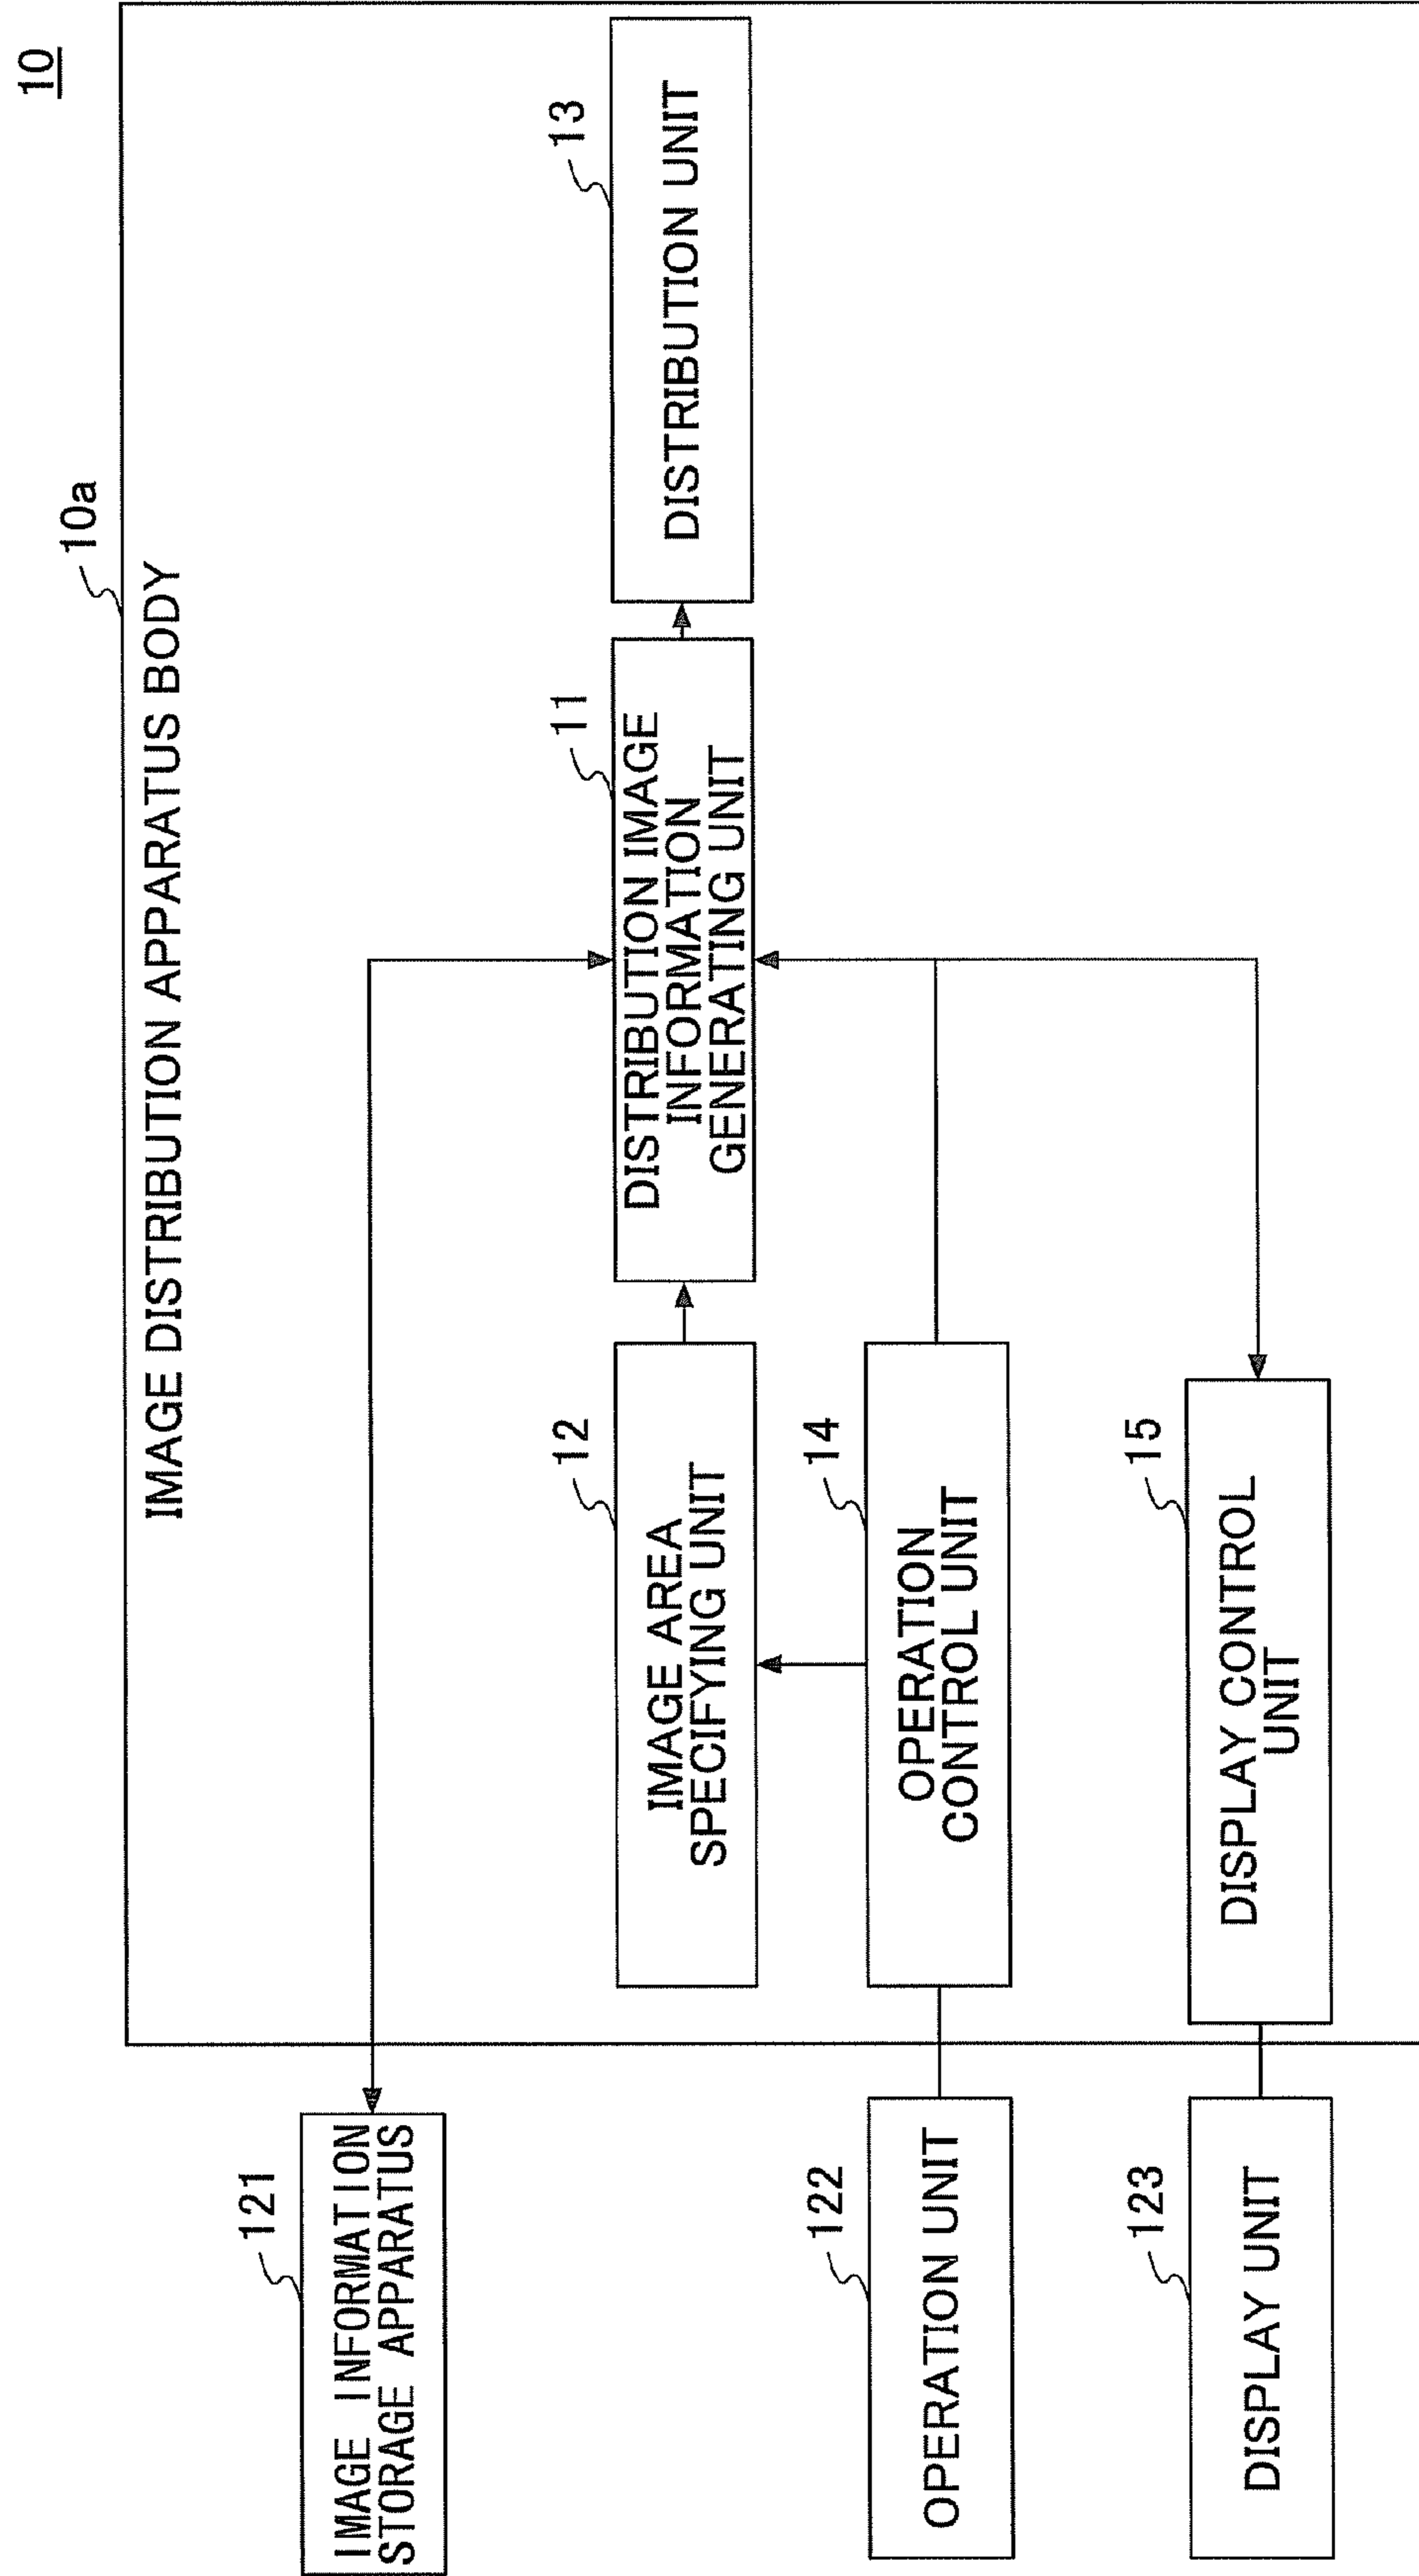 10
10a
IMAGE DISTRIBUTION APPARATUS BODY
121
IMAGE INFORMATION
STORAGE APPARATUS
12
IMAGE AREA
SPECIFYING UNIT
11
DISTRIBUTION IMAGE
INFORMATION
GENERATING UNIT
13
DISTRIBUTION UNIT
122
OPERATION UNIT
14
OPERATION
CONTROL UNIT
123
DISPLAY UNIT
15
DISPLAY CONTROL
UNIT